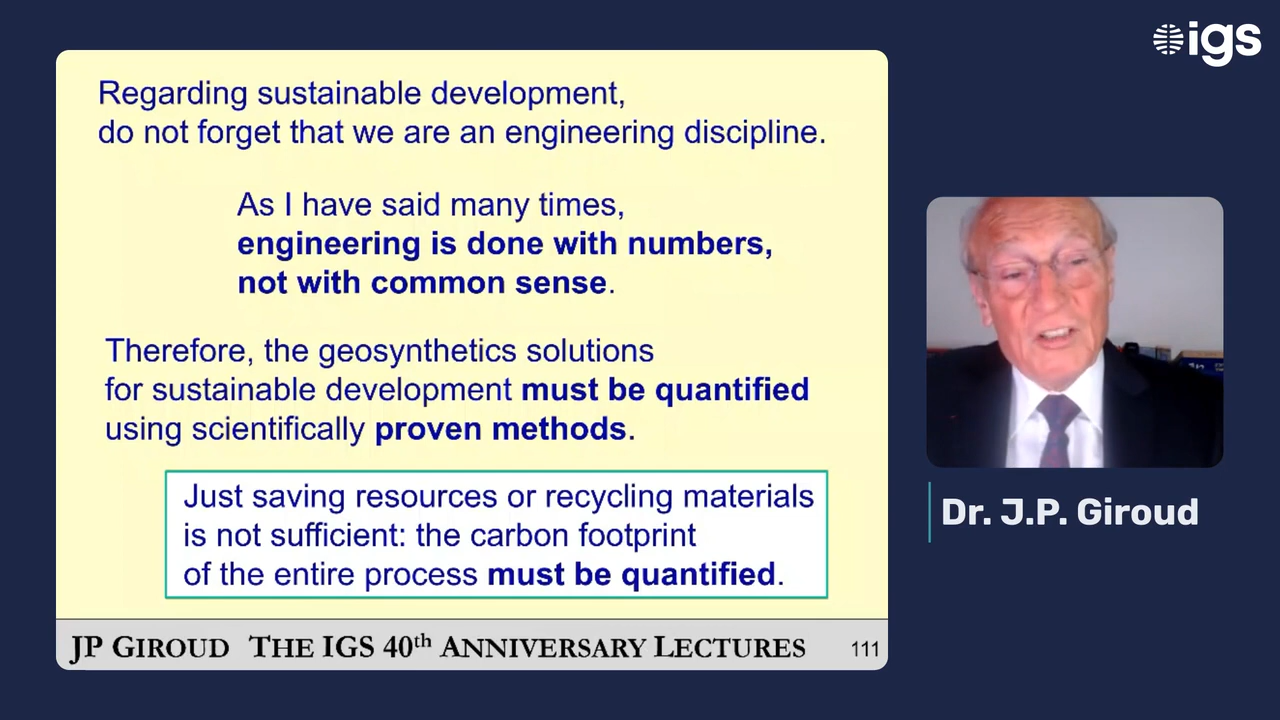 igs
Regarding sustainable development,
do not forget that we are an engineering discipline.
As I have said many times,
engineering is done with numbers,
not with common sense.
Therefore, the geosynthetics solutions
for sustainable development must be quantified
using scientifically proven methods.
Just saving resources or recycling materials
is not sufficient: the carbon footprint
of the entire process must be quantified.
JP GIROUD THE IGS 40th ANNIVERSARY LECTURES 111
Dr. J.P. Giroud